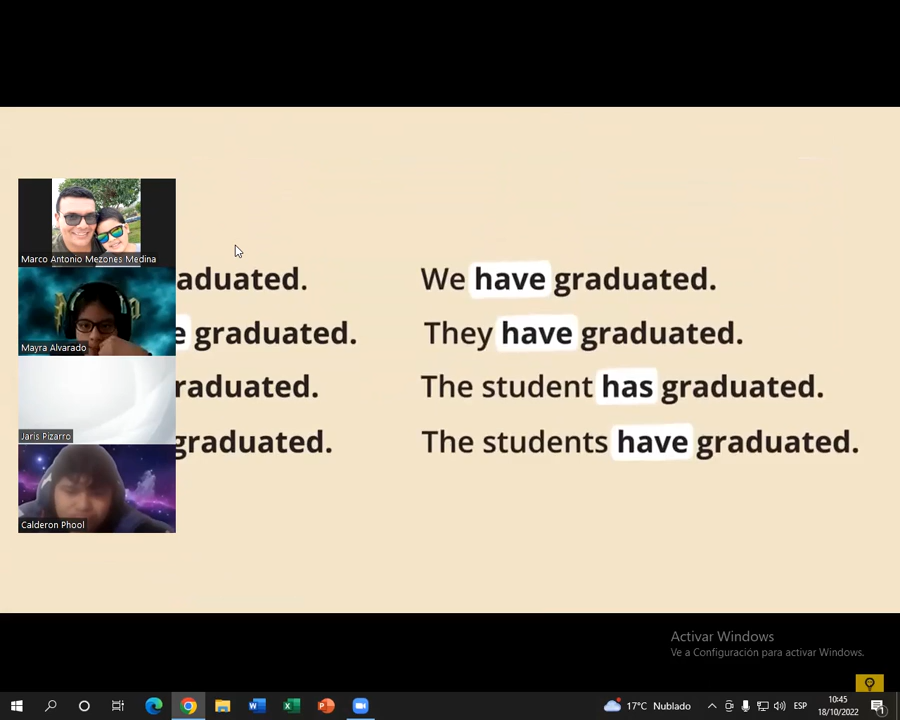 Marco Antonio Mezones Medina
Mayra Alvarado
Jaris Pizarro
Calderon Phool
aduated.
e graduated.
raduated.
graduated.
We have graduated.
They have graduated.
The student has graduated.
The students have graduated.
Activar Windows
Ve a Configuración para activar Windows.
17°C Nublado
ESP
10:45
18/10/2022
1